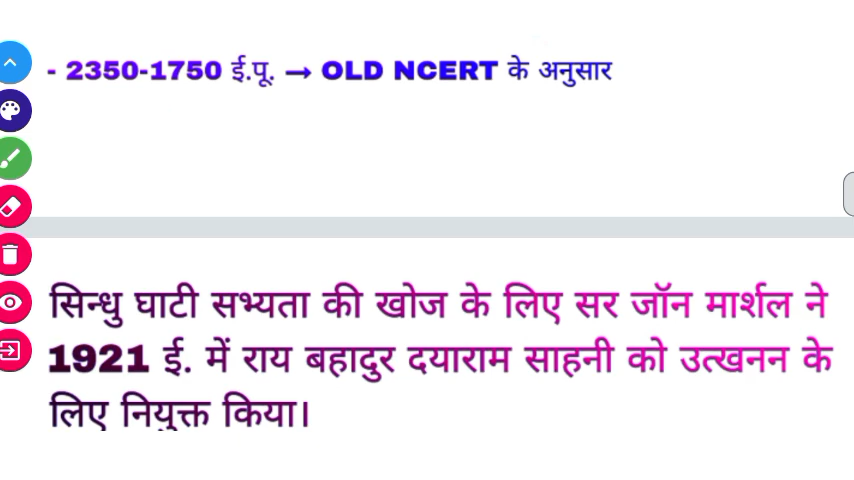 - 2350-1750 ई.पू. → OLD NCERT के अनुसार
सिन्धु घाटी सभ्यता की खोज के लिए सर जॉन मार्शल ने
1921 ई. में राय बहादुर दयाराम साहनी को उत्खनन के
लिए नियुक्त किया।